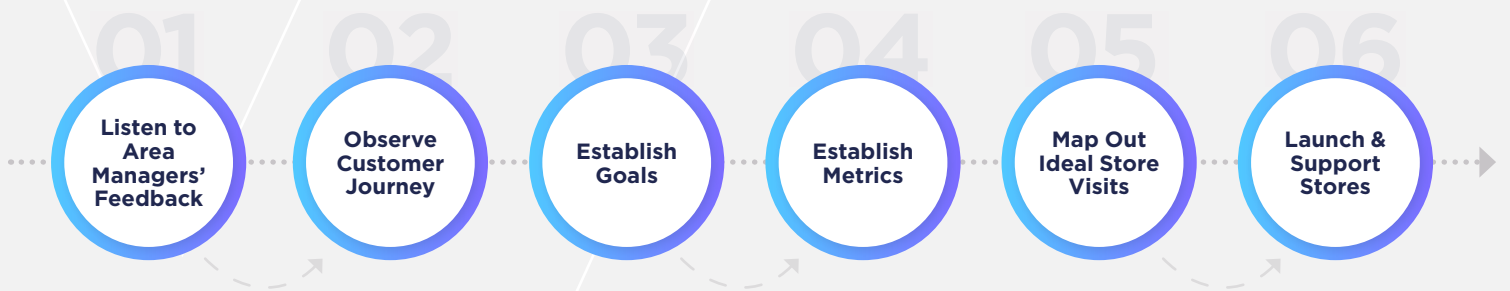 01
Listen to
Area
Managers’
Feedback
02
Observe
Customer
Journey
03
Establish
Goals
04
Establish
Metrics
05
Map Out
Ideal Store
Visits
06
Launch &
Support
Stores